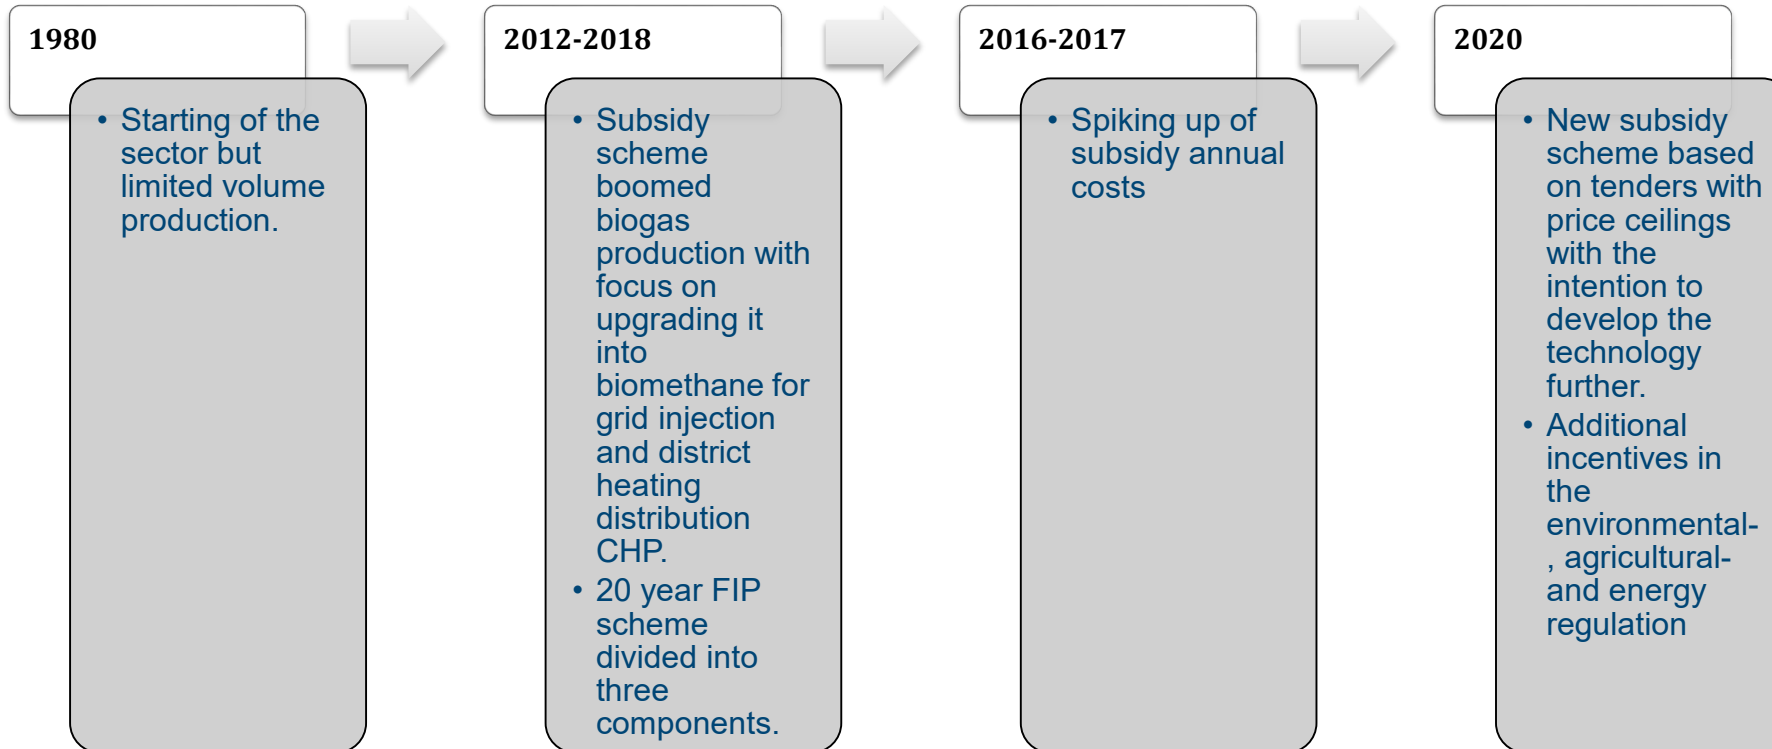 1980
• Starting of the
sector but
limited volume
production.
2012-2018
• Subsidy
scheme
boomed
biogas
production with
focus on
upgrading it
into
biomethane for
grid injection
and district
heating
distribution
CHP.
• 20 year FIP
scheme
divided into
three
components.
2016-2017
• Spiking up of
subsidy annual
costs
2020
• New subsidy
scheme based
on tenders with
price ceilings
with the
intention to
develop the
technology
further.
• Additional
incentives in
the
environmental-
, agricultural-
and energy
regulation